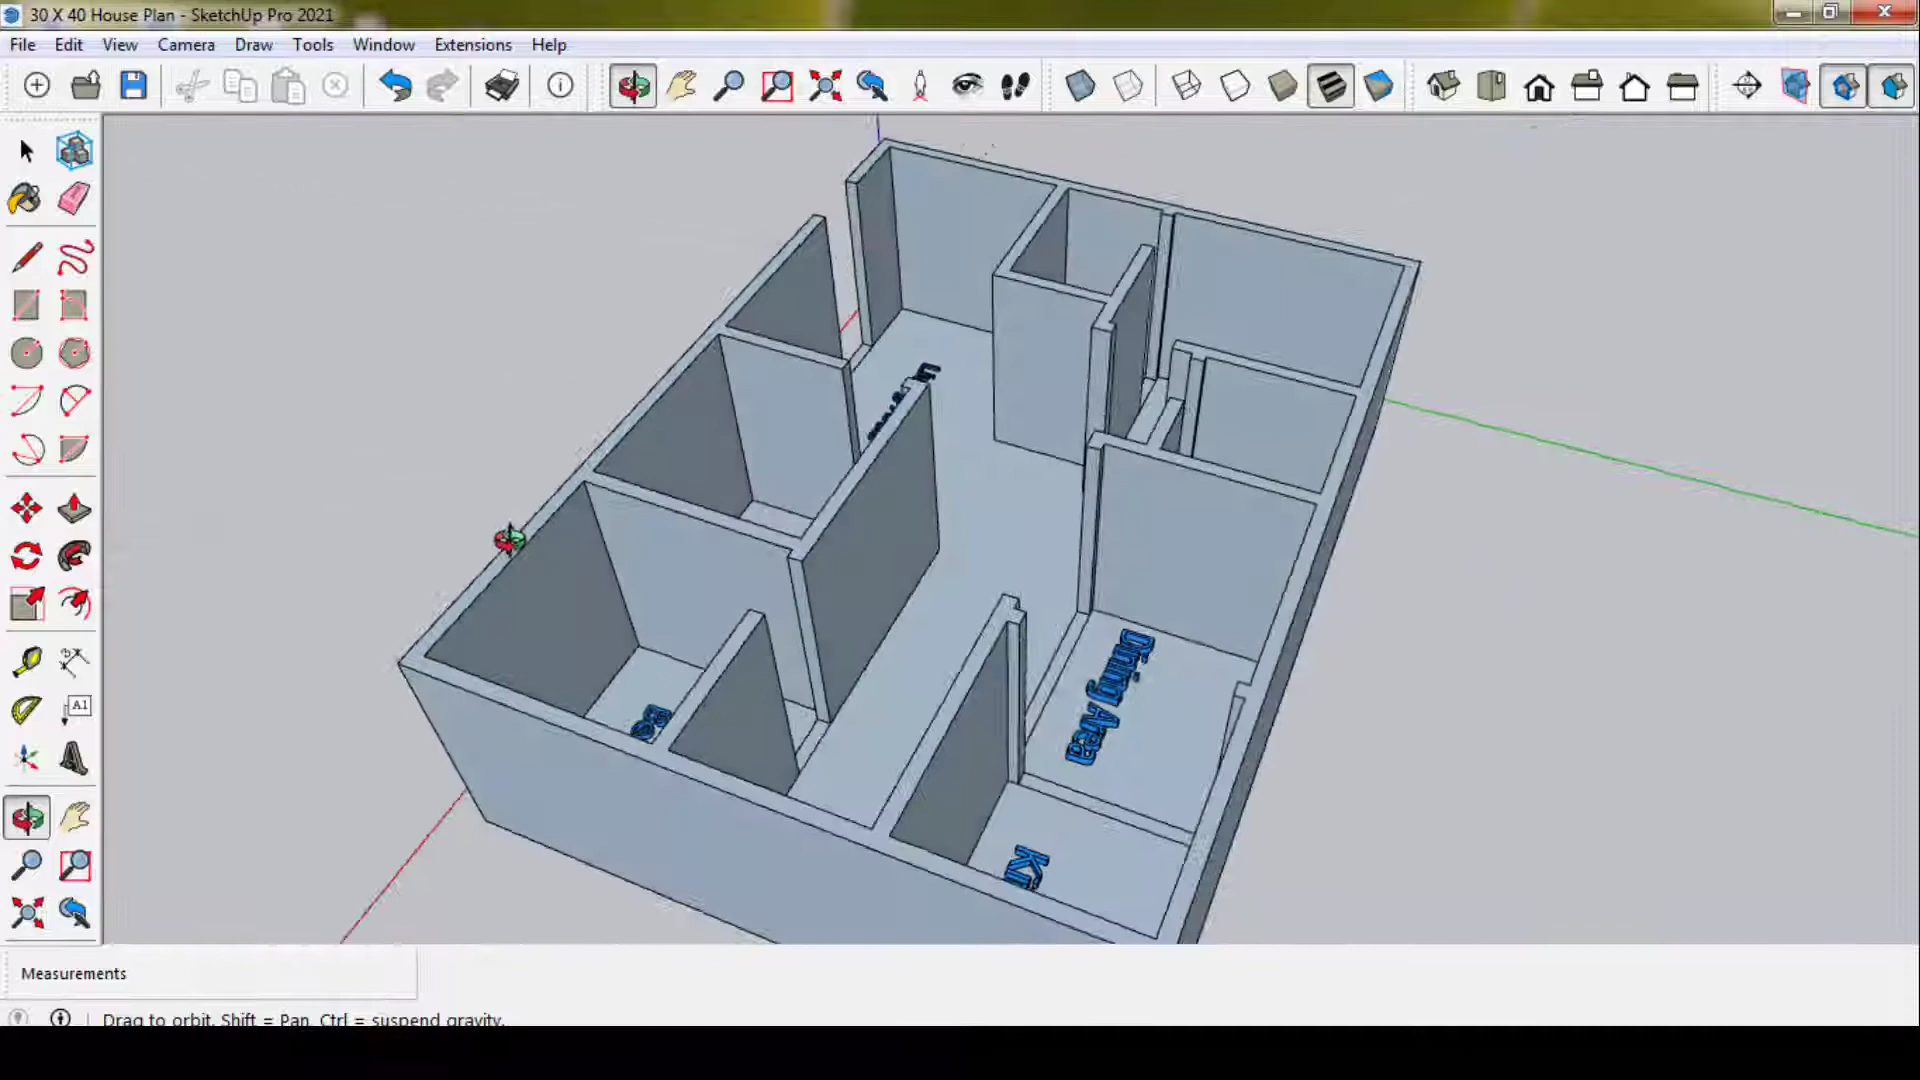 30 X 40 House Plan - SketchUp Pro 2021
File Edit View Camera Draw Tools Window Extensions Help
A1
Dining Area
Measurements
Drag to orbit. Shift = Pan, Ctrl = suspend gravity.